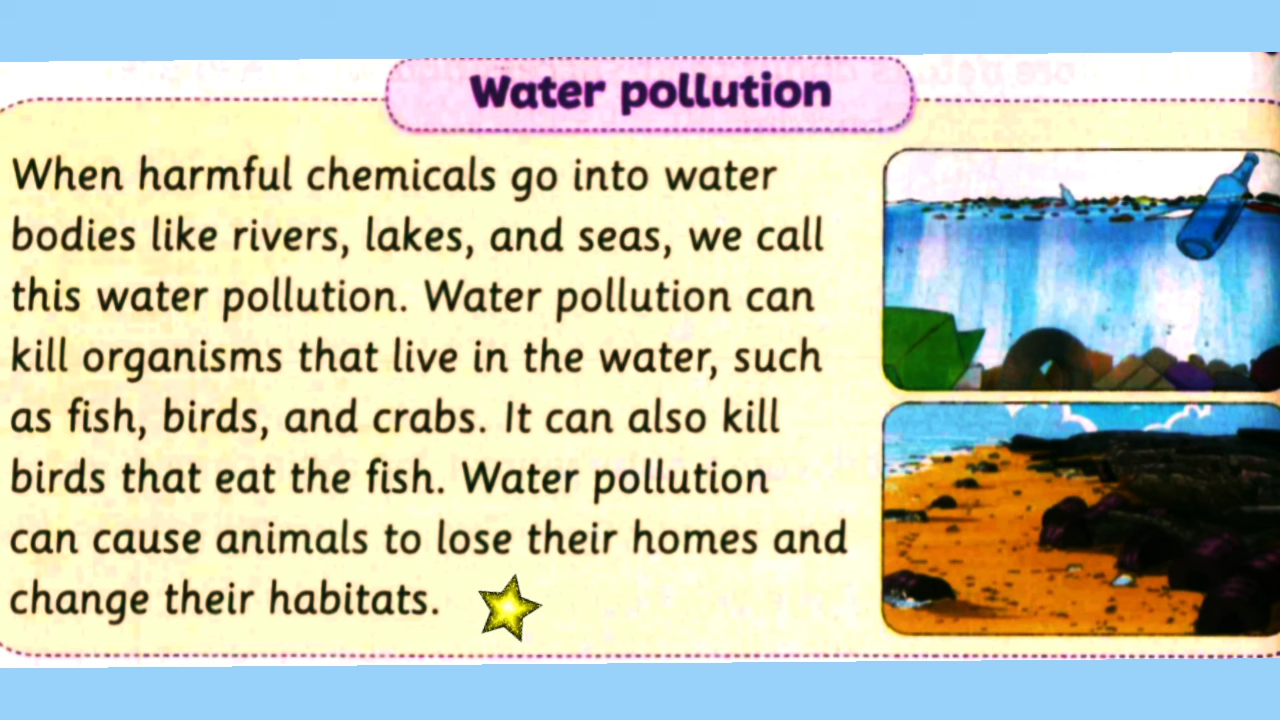 Water pollution
When harmful chemicals go into water
bodies like rivers, lakes, and seas, we call
this water pollution. Water pollution can
kill organisms that live in the water, such
as fish, birds, and crabs. It can also kill
birds that eat the fish. Water pollution
can cause animals to lose their homes and
change their habitats.